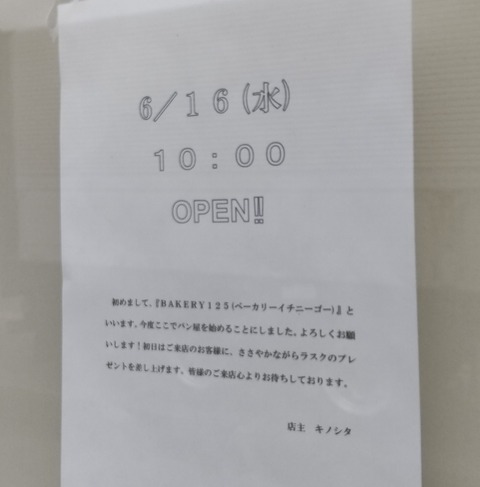 6/16(水)
10:00
OPEN!!
初めまして、『BAKERY125(ベーカリーイチニーゴー)』と
いいます。今度ここでパン屋を始めることにしました。よろしくお願
いします!初日はご来店のお客様に、ささやかながらラスクのプレ
ゼントを差し上げます。皆様のご来店心よりお待ちしております。
店主 キノシタ